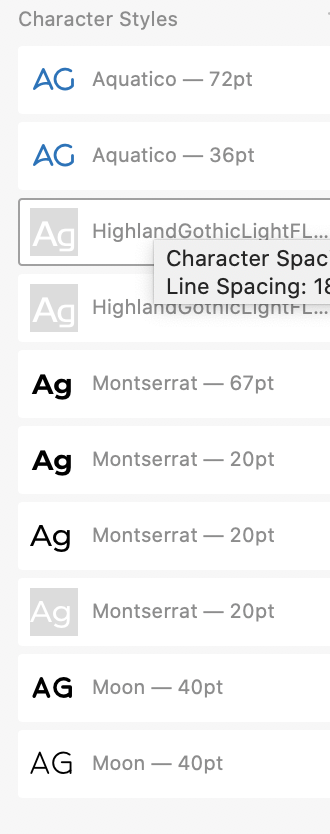 Character Styles
AG Aquatico — 72pt
AG Aquatico — 36pt
Ag HighlandGothicLightFL...
Character Spac
Line Spacing: 18
Ag HighlandGothicLightFL...
Ag Montserrat — 67pt
Ag Montserrat — 20pt
Ag Montserrat — 20pt
Ag Montserrat — 20pt
AG Moon — 40pt
AG Moon — 40pt